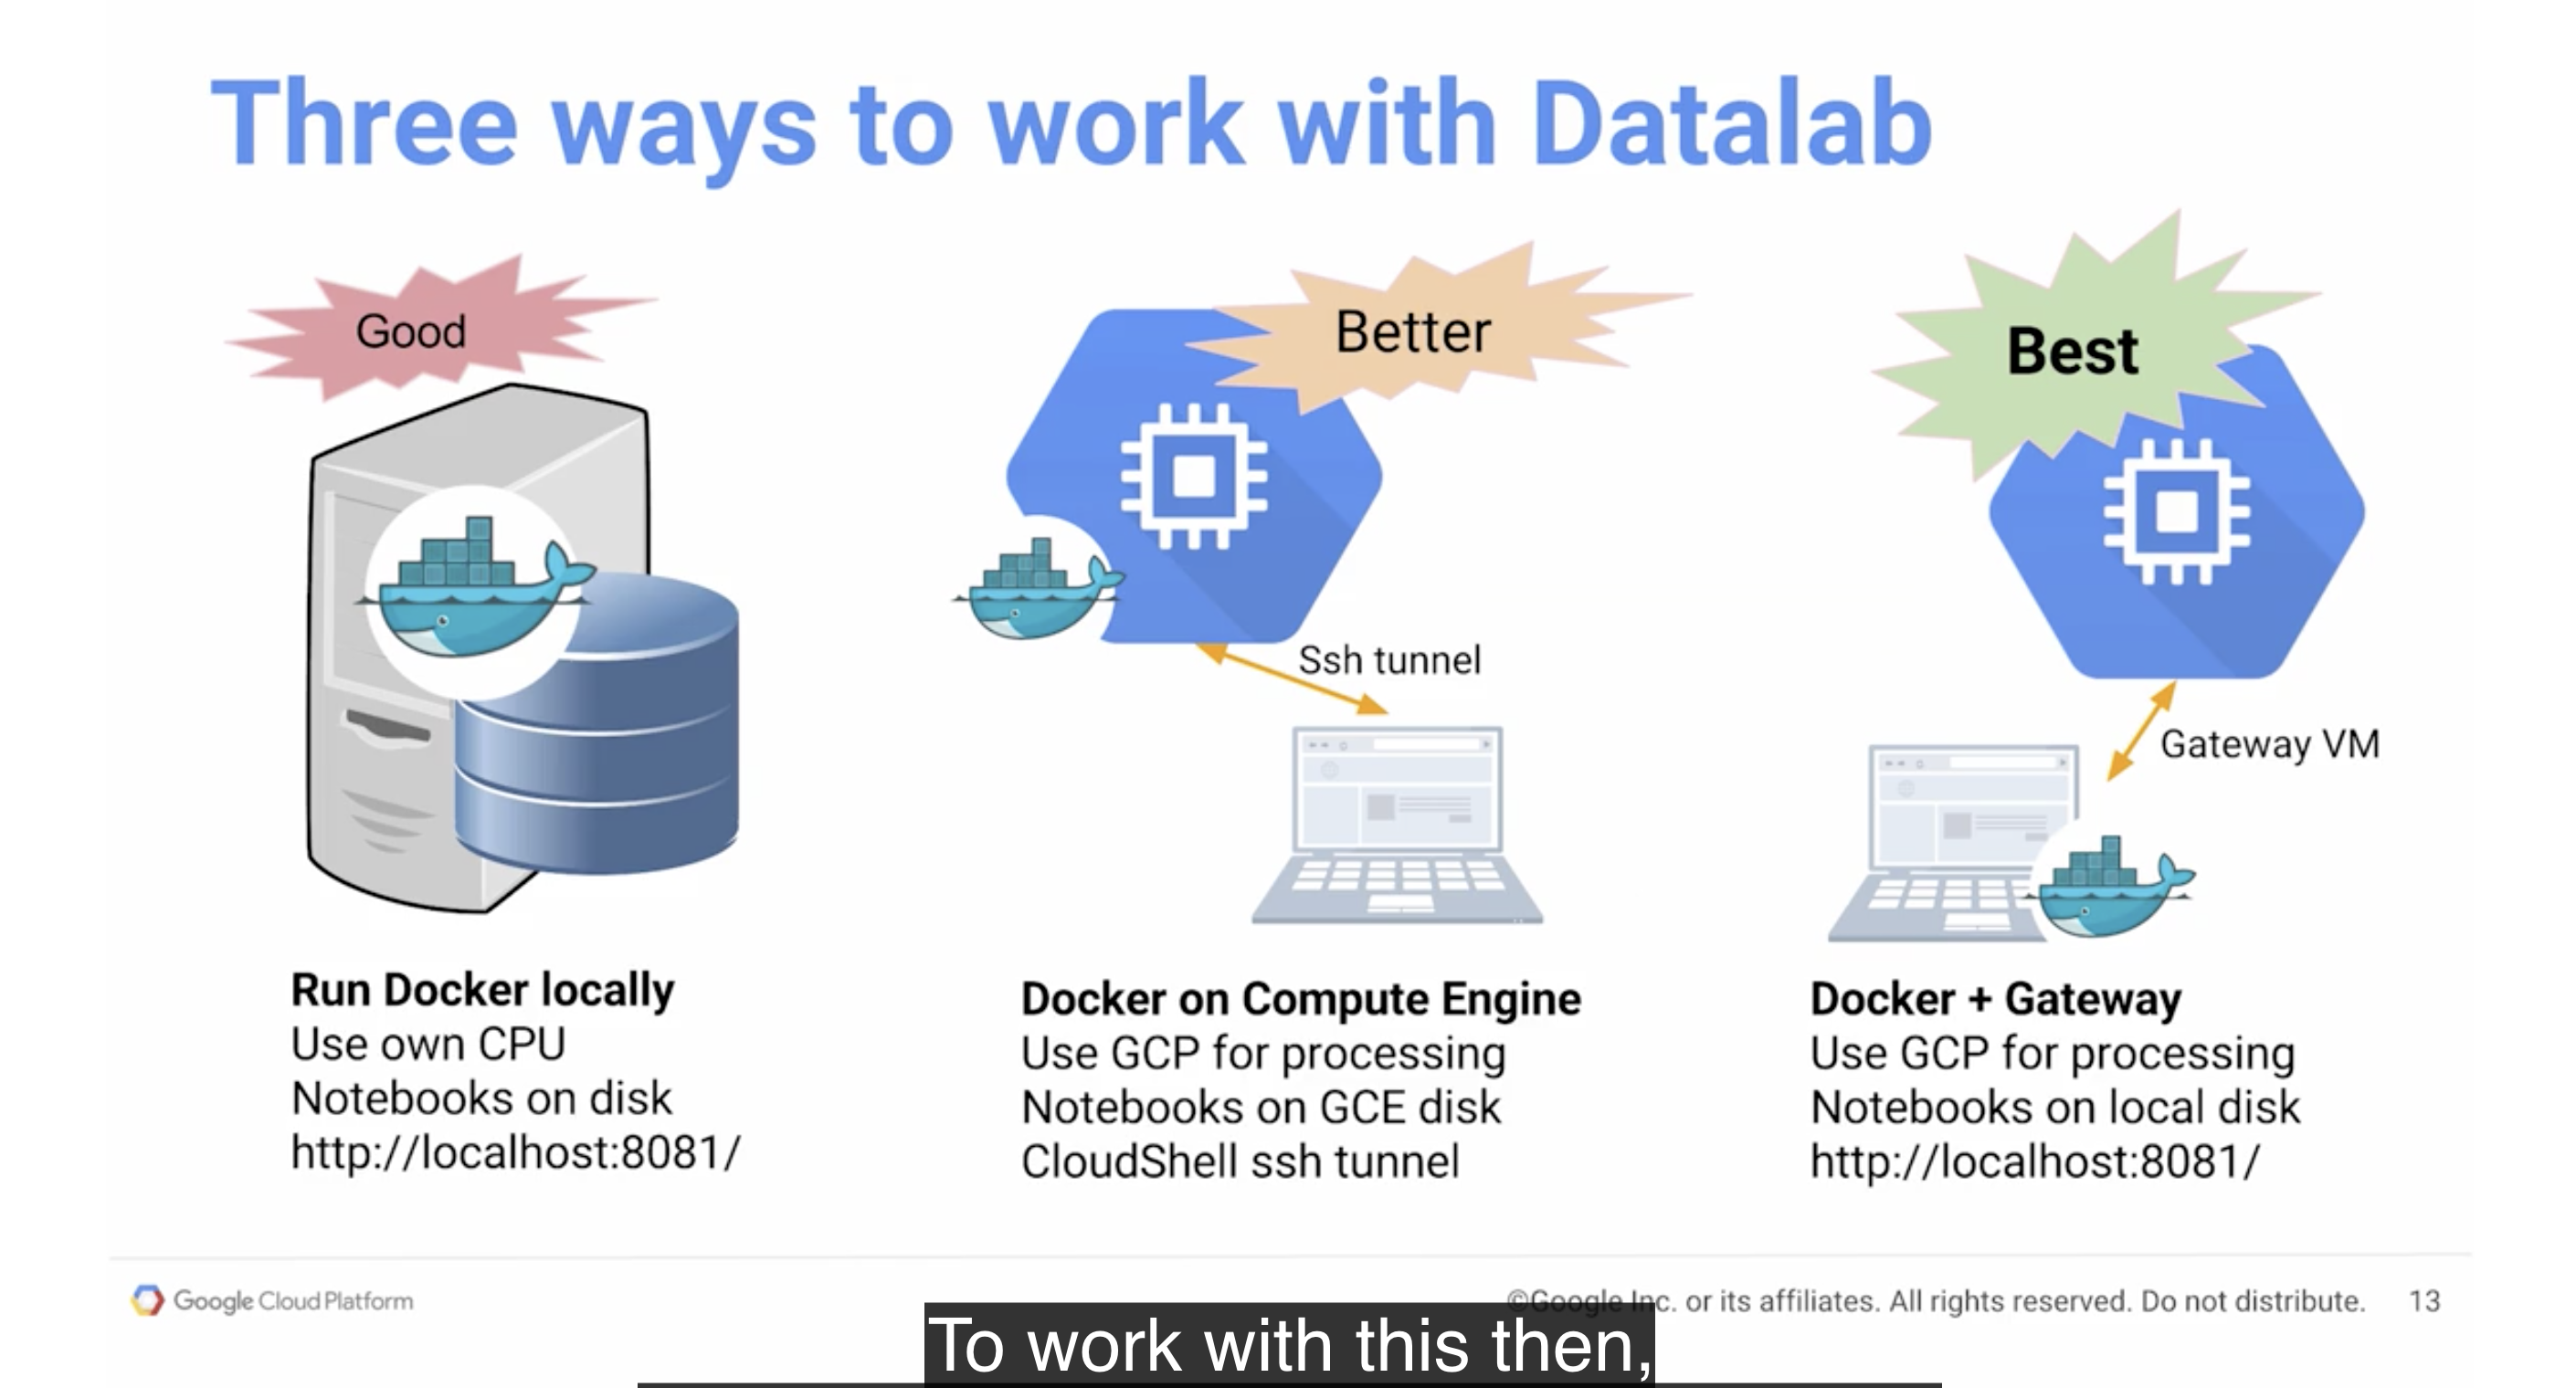 Three ways to work with Datalab
Good
Better
Best
Ssh tunnel
Gateway VM
Run Docker locally
Use own CPU
Notebooks on disk
http://localhost:8081/
Docker on Compute Engine
Use GCP for processing
Notebooks on GCE disk
CloudShell ssh tunnel
Docker + Gateway
Use GCP for processing
Notebooks on local disk
http://localhost:8081/
Google Cloud Platform
©Google Inc. or its affiliates. All rights reserved. Do not distribute. 13
To work with this then,